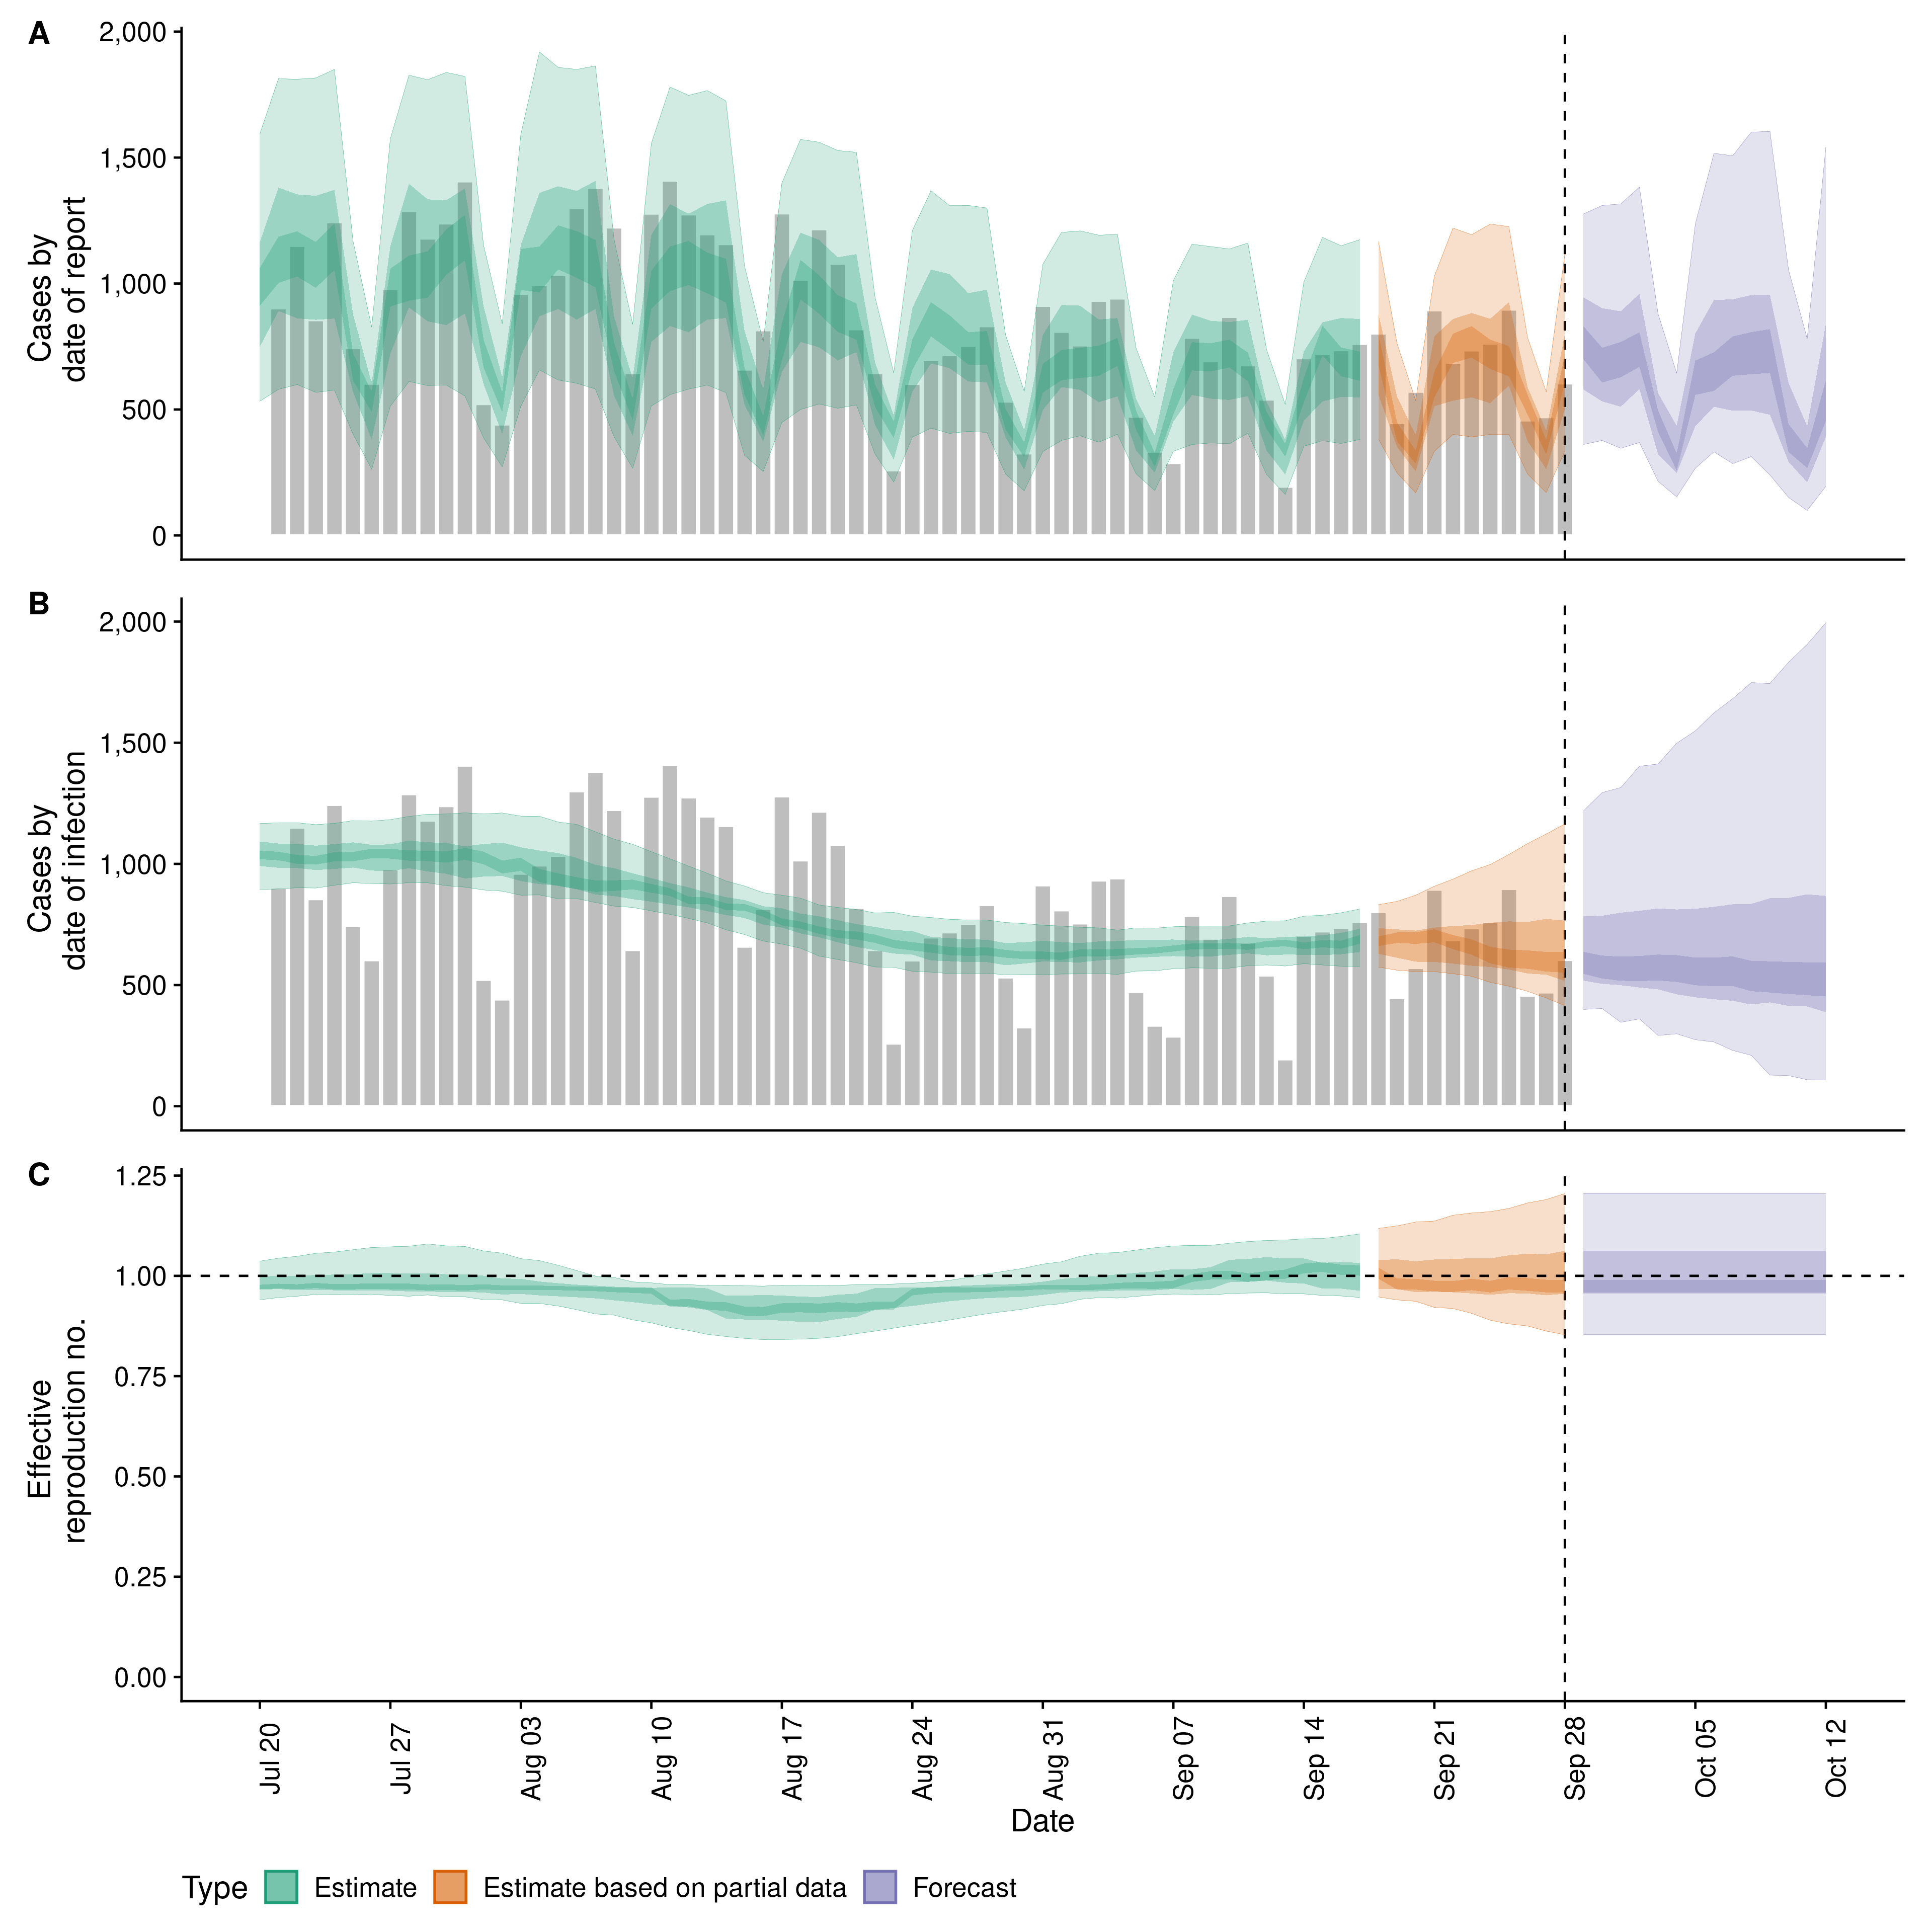 A
Cases by
date of report
2,000
1,500
1,000
500
0
B
Cases by
date of infection
2,000
1,500
1,000
500
0
C
Effective
reproduction no.
1.25
1.00
0.75
0.50
0.25
0.00
Jul 20
Jul 27
Aug 03
Aug 10
Aug 17
Aug 24
Aug 31
Sep 07
Sep 14
Sep 21
Sep 28
Oct 05
Oct 12
Date
Type Estimate Estimate based on partial data Forecast